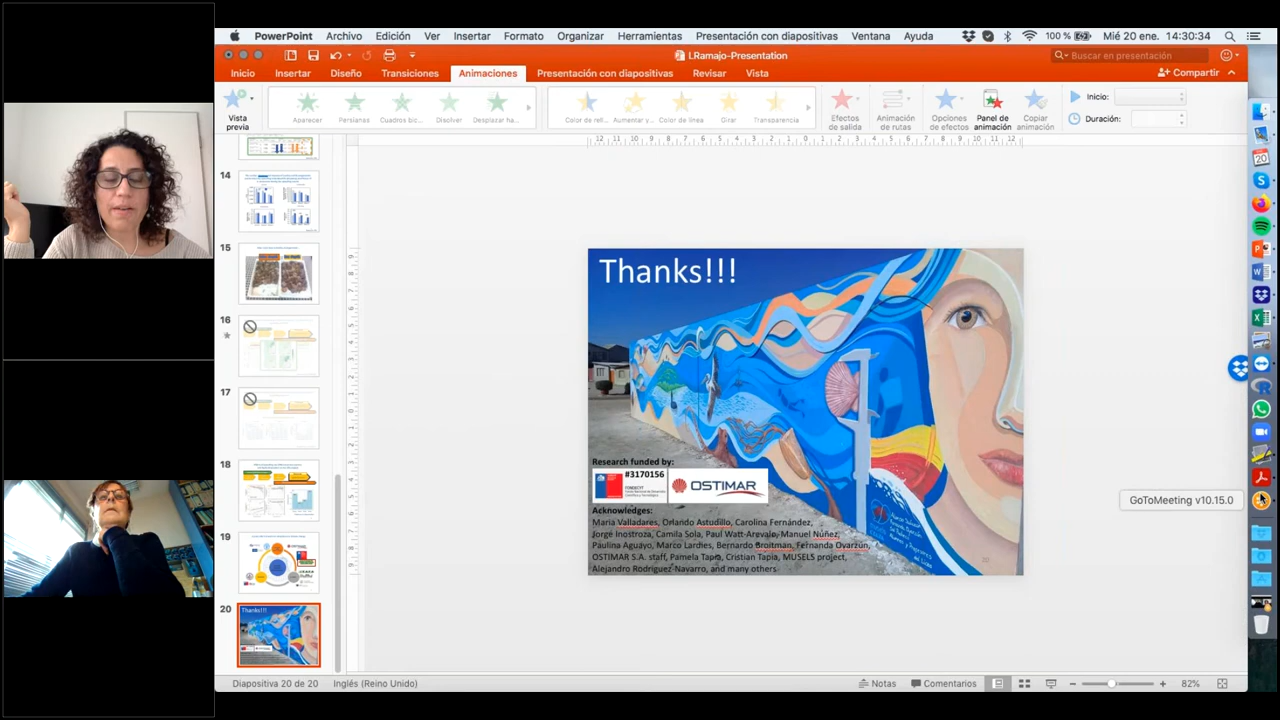 PowerPoint Archivo Edición Ver Insertar Formato Organizar Herramientas Presentación con diapositivas Ventana Ayuda 100 % Mié 20 ene. 14:30:34
LRamajo-Presentation
Buscar en presentación
Inicio Insertar Diseño Transiciones Animaciones Presentación con diapositivas Revisar Vista
Compartir
Vista previa
Aparecer Persianas Cuadros bic... Disolver Desplazar ha...
Color de rell... Aumentar y... Color de línea Girar Transparencia
Efectos de salida
Animación de rutas
Opciones de efectos
Panel de animación
Copiar animación
Inicio:
Duración:
14
15
16
17
18
19
20
Thanks!!!
Thanks!!!
Research funded by:
#3170156
FONDECYT
OSTIMAR
Acknowledges:
Maria Valladares, Orlando Astudillo, Carolina Fernández,
Jorge Inostroza, Camila Sola, Paul Watt-Arevalo, Manuel Núñez,
Paulina Aguayo, Marco Lardies, Bernardo Broitman, Fernanda Oyarzún,
OSTIMAR S.A. staff, Pamela Tapia, Cristian Tapia, MUSELS project,
Alejandro Rodriguez-Navarro, and many others
GoToMeeting v10.15.0
Diapositiva 20 de 20 Inglés (Reino Unido) Notas Comentarios 82%